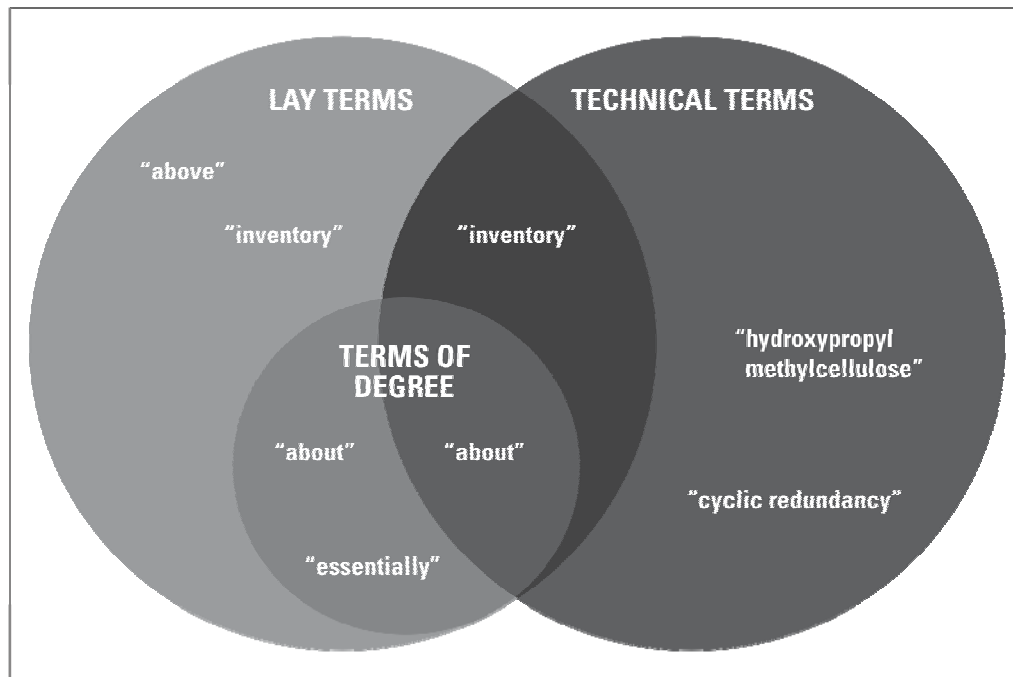 LAY TERMS
TECHNICAL TERMS
“above”
“inventory”
“inventory”
“hydroxypropyl
methylcellulose”
TERMS OF
DEGREE
“about”
“about”
“cyclic redundancy”
“essentially”